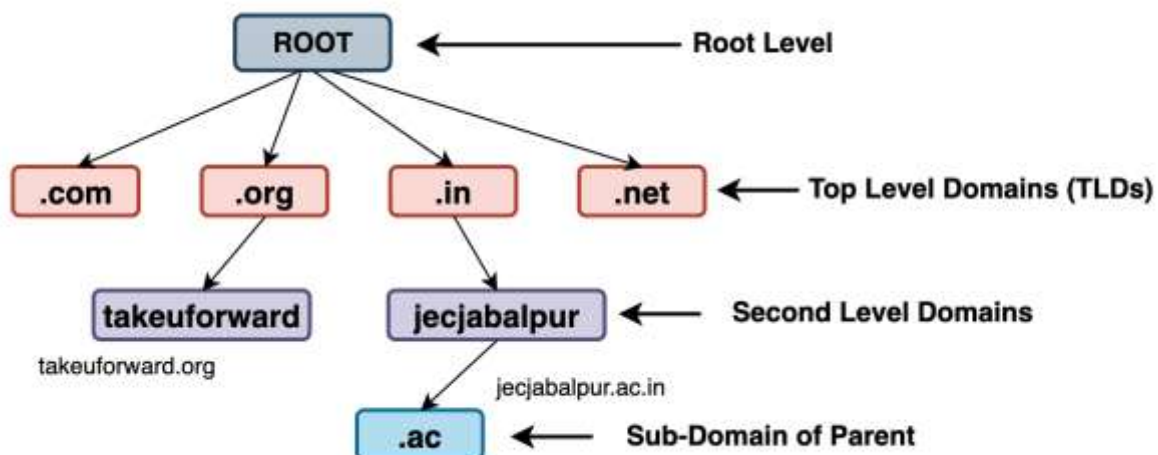 ROOT
Root Level
.com
.org
.in
.net
Top Level Domains (TLDs)
takeuforward
jecjabalpur
Second Level Domains
takeuforward.org
jecjabalpur.ac.in
.ac
Sub-Domain of Parent